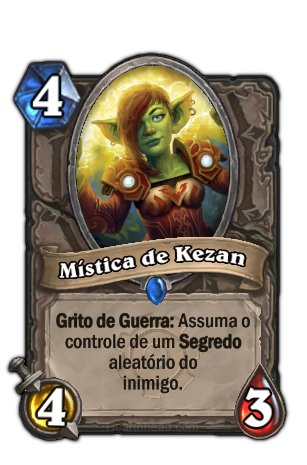 4
Mística de Kezan
Grito de Guerra: Assuma o
controle de um Segredo
aleatório do
inimigo.
4
3